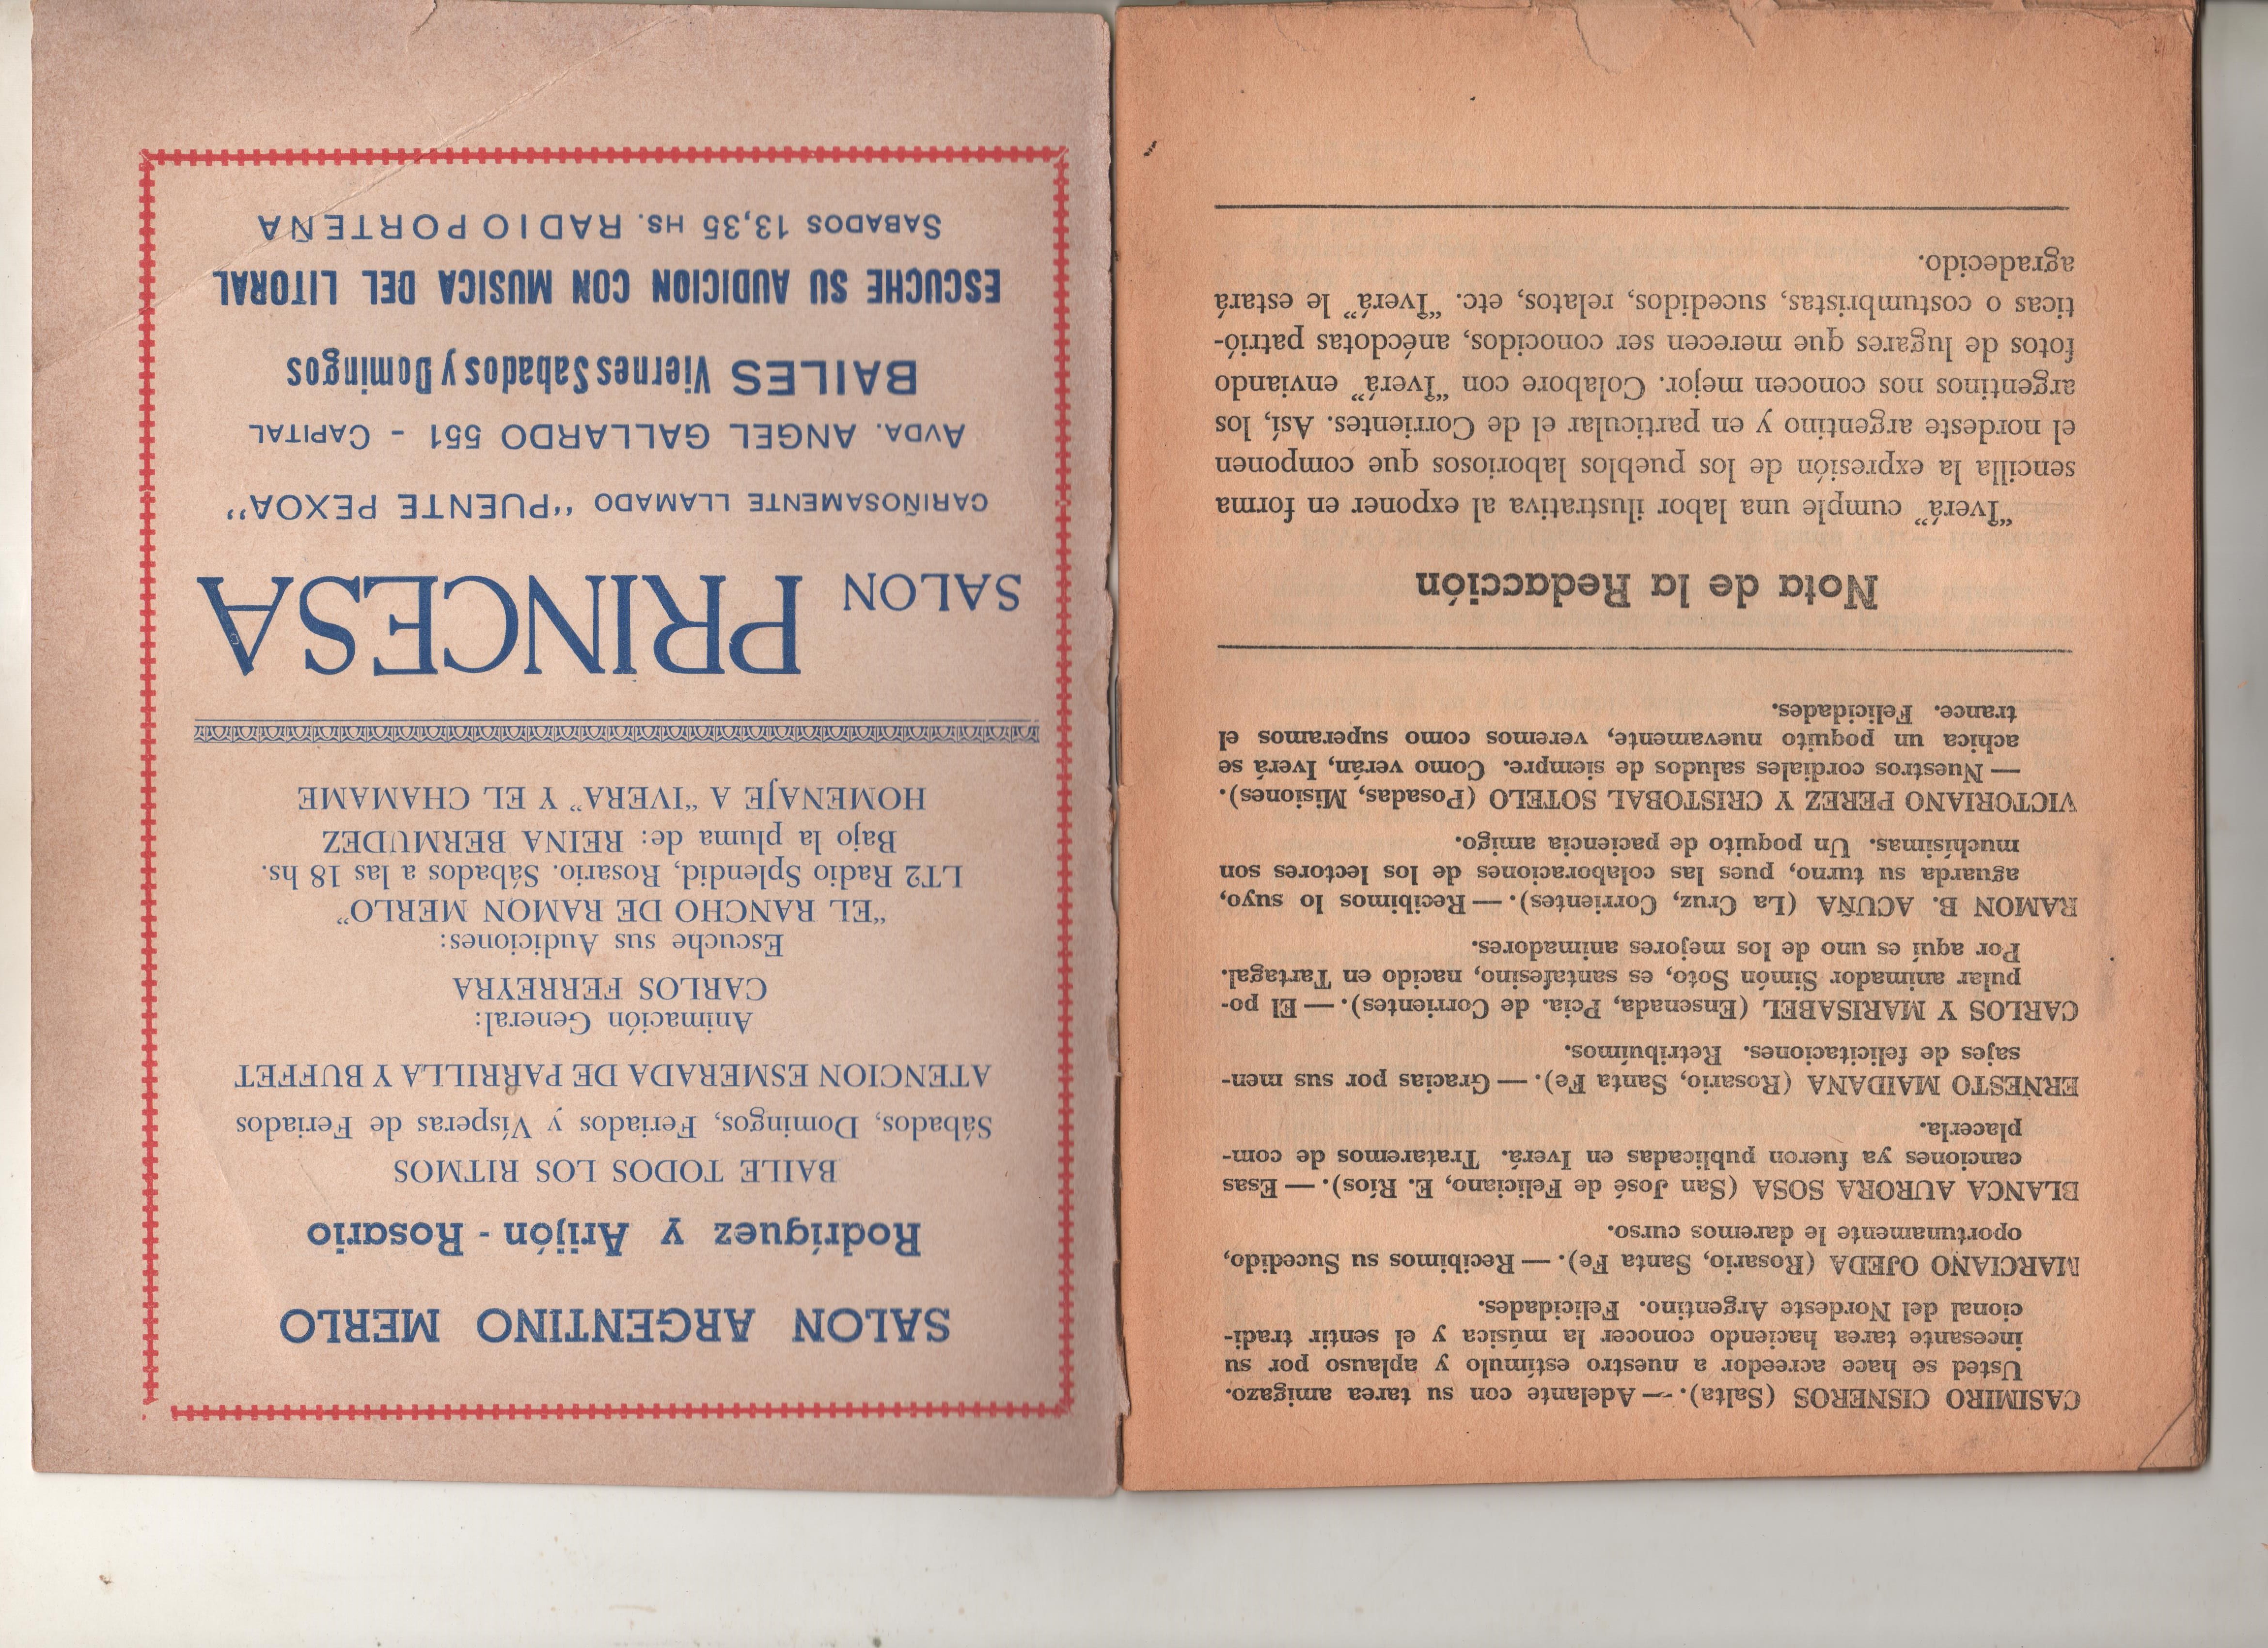 CASIMIRO CISNEROS (Salta). — Adelante con su tarea amigazo.
Usted se hace acreedor a nuestro estímulo y aplauso por su
incesante tarea haciendo conocer la música y el sentir tradi-
cional del Nordeste Argentino. Felicidades.
MARCIANO OJEDA (Rosario, Santa Fe). — Recibimos su Sucedido,
oportunamente le daremos curso.
BLANCA AURORA SOSA (San José de Feliciano, E. Ríos). — Esas
canciones ya fueron publicadas en Iverá. Trataremos de com-
placerla.
ERNESTO MAIDANA (Rosario, Santa Fe). — Gracias por sus men-
sajes de felicitaciones. Retribuímos.
CARLOS Y MARISABEL (Ensenada, Pcia. de Corrientes). — El po-
pular animador Simón Soto, es santafesino, nacido en Tartagal.
Por aquí es uno de los mejores animadores.
RAMON B. ACUÑA (La Cruz, Corrientes). — Recibimos lo suyo,
aguarda su turno, pues las colaboraciones de los lectores son
muchísimas. Un poquito de paciencia amigo.
VICTORIANO PEREZ Y CRISTOBAL SOTELO (Posadas, Misiones).
— Nuestros cordiales saludos de siempre. Como verán, Iverá se
achica un poquito nuevamente, veremos como superamos el
trance. Felicidades.
Nota de la Redacción
“Iverá” cumple una labor ilustrativa al exponer en forma
sencilla la expresión de los pueblos laboriosos que componen
el nordeste argentino y en particular el de Corrientes. Así, los
argentinos nos conocen mejor. Colabore con “Iverá” enviando
fotos de lugares que merecen ser conocidos, anécdotas patrió-
ticas o costumbristas, sucedidos, relatos, etc. “Iverá” le estará
agradecido.
SALON ARGENTINO MERLO
Rodríguez y Arijón - Rosario
BAILE TODOS LOS RITMOS
Sábados, Domingos, Feriados y Vísperas de Feriados
ATENCION ESMERADA DE PARRILLA Y BUFFET
Animación General:
CARLOS FERREYRA
Escuche sus Audiciones:
“EL RANCHO DE RAMON MERLO”
LT2 Radio Splendid, Rosario. Sábados a las 18 hs.
Bajo la pluma de: REINA BERMUDEZ
HOMENAJE A “IVERA” Y EL CHAMAME
SALON PRINCESA
CARIÑOSAMENTE LLAMADO “PUENTE PEXOA”
AVDA. ANGEL GALLARDO 551 - CAPITAL
BAILES Viernes Sabados y Domingos
ESCUCHE SU AUDICION CON MUSICA DEL LITORAL
SABADOS 13,35 HS. RADIO PORTEÑA